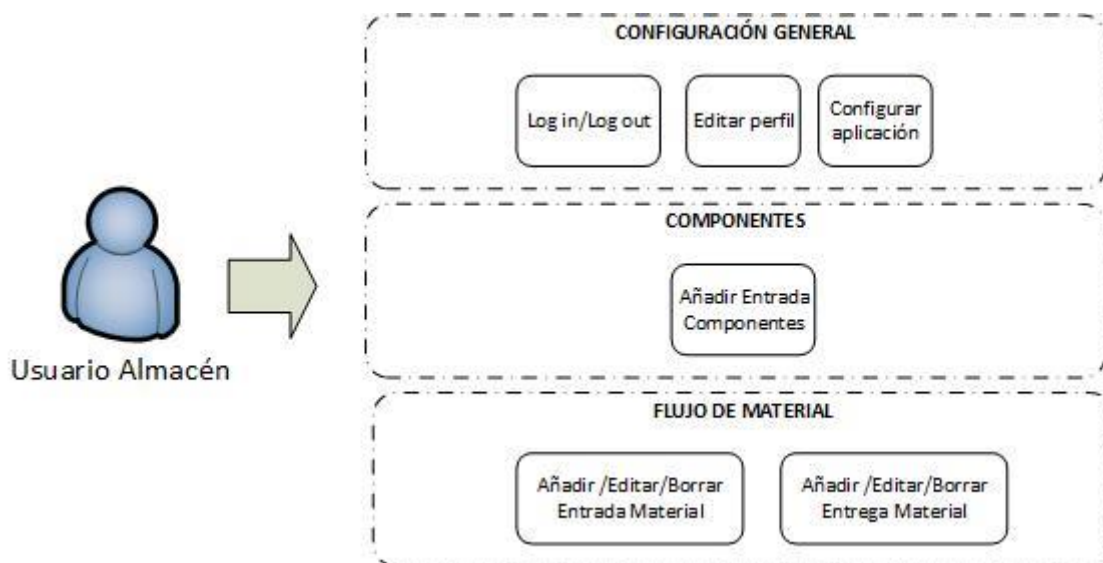 CONFIGURACIÓN GENERAL
Log in/Log out
Editar perfil
Configurar
aplicación
COMPONENTES
Añadir Entrada
Componentes
Usuario Almacén
FLUJO DE MATERIAL
Añadir /Editar/Borrar
Entrada Material
Añadir /Editar/Borrar
Entrega Material